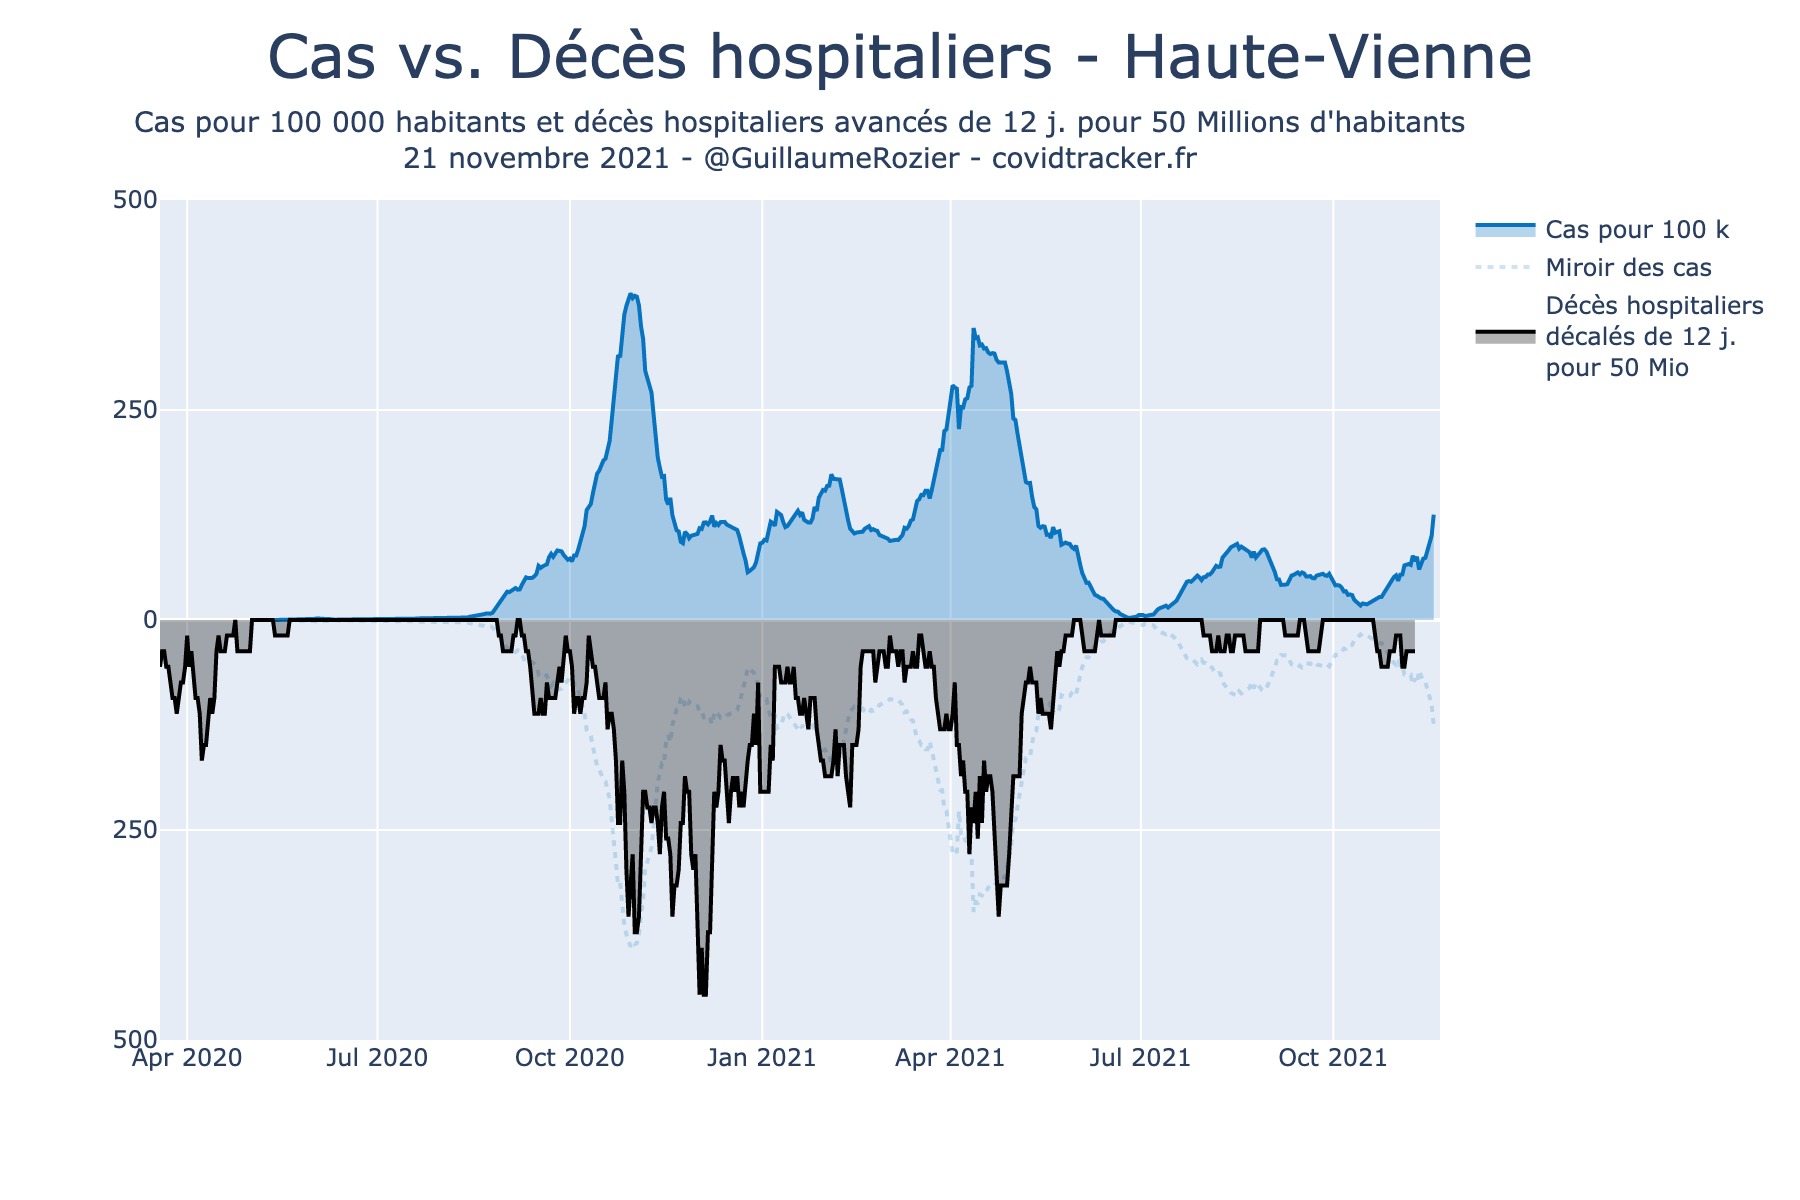 Cas vs. Décès hospitaliers - Haute-Vienne
Cas pour 100 000 habitants et décès hospitaliers avancés de 12 j. pour 50 Millions d'habitants
21 novembre 2021 - @GuillaumeRozier - covidtracker.fr
500
250
0
250
500
Apr 2020 Jul 2020 Oct 2020 Jan 2021 Apr 2021 Jul 2021 Oct 2021
Cas pour 100 k
Miroir des cas
Décès hospitaliers
décalés de 12 j.
pour 50 Mio